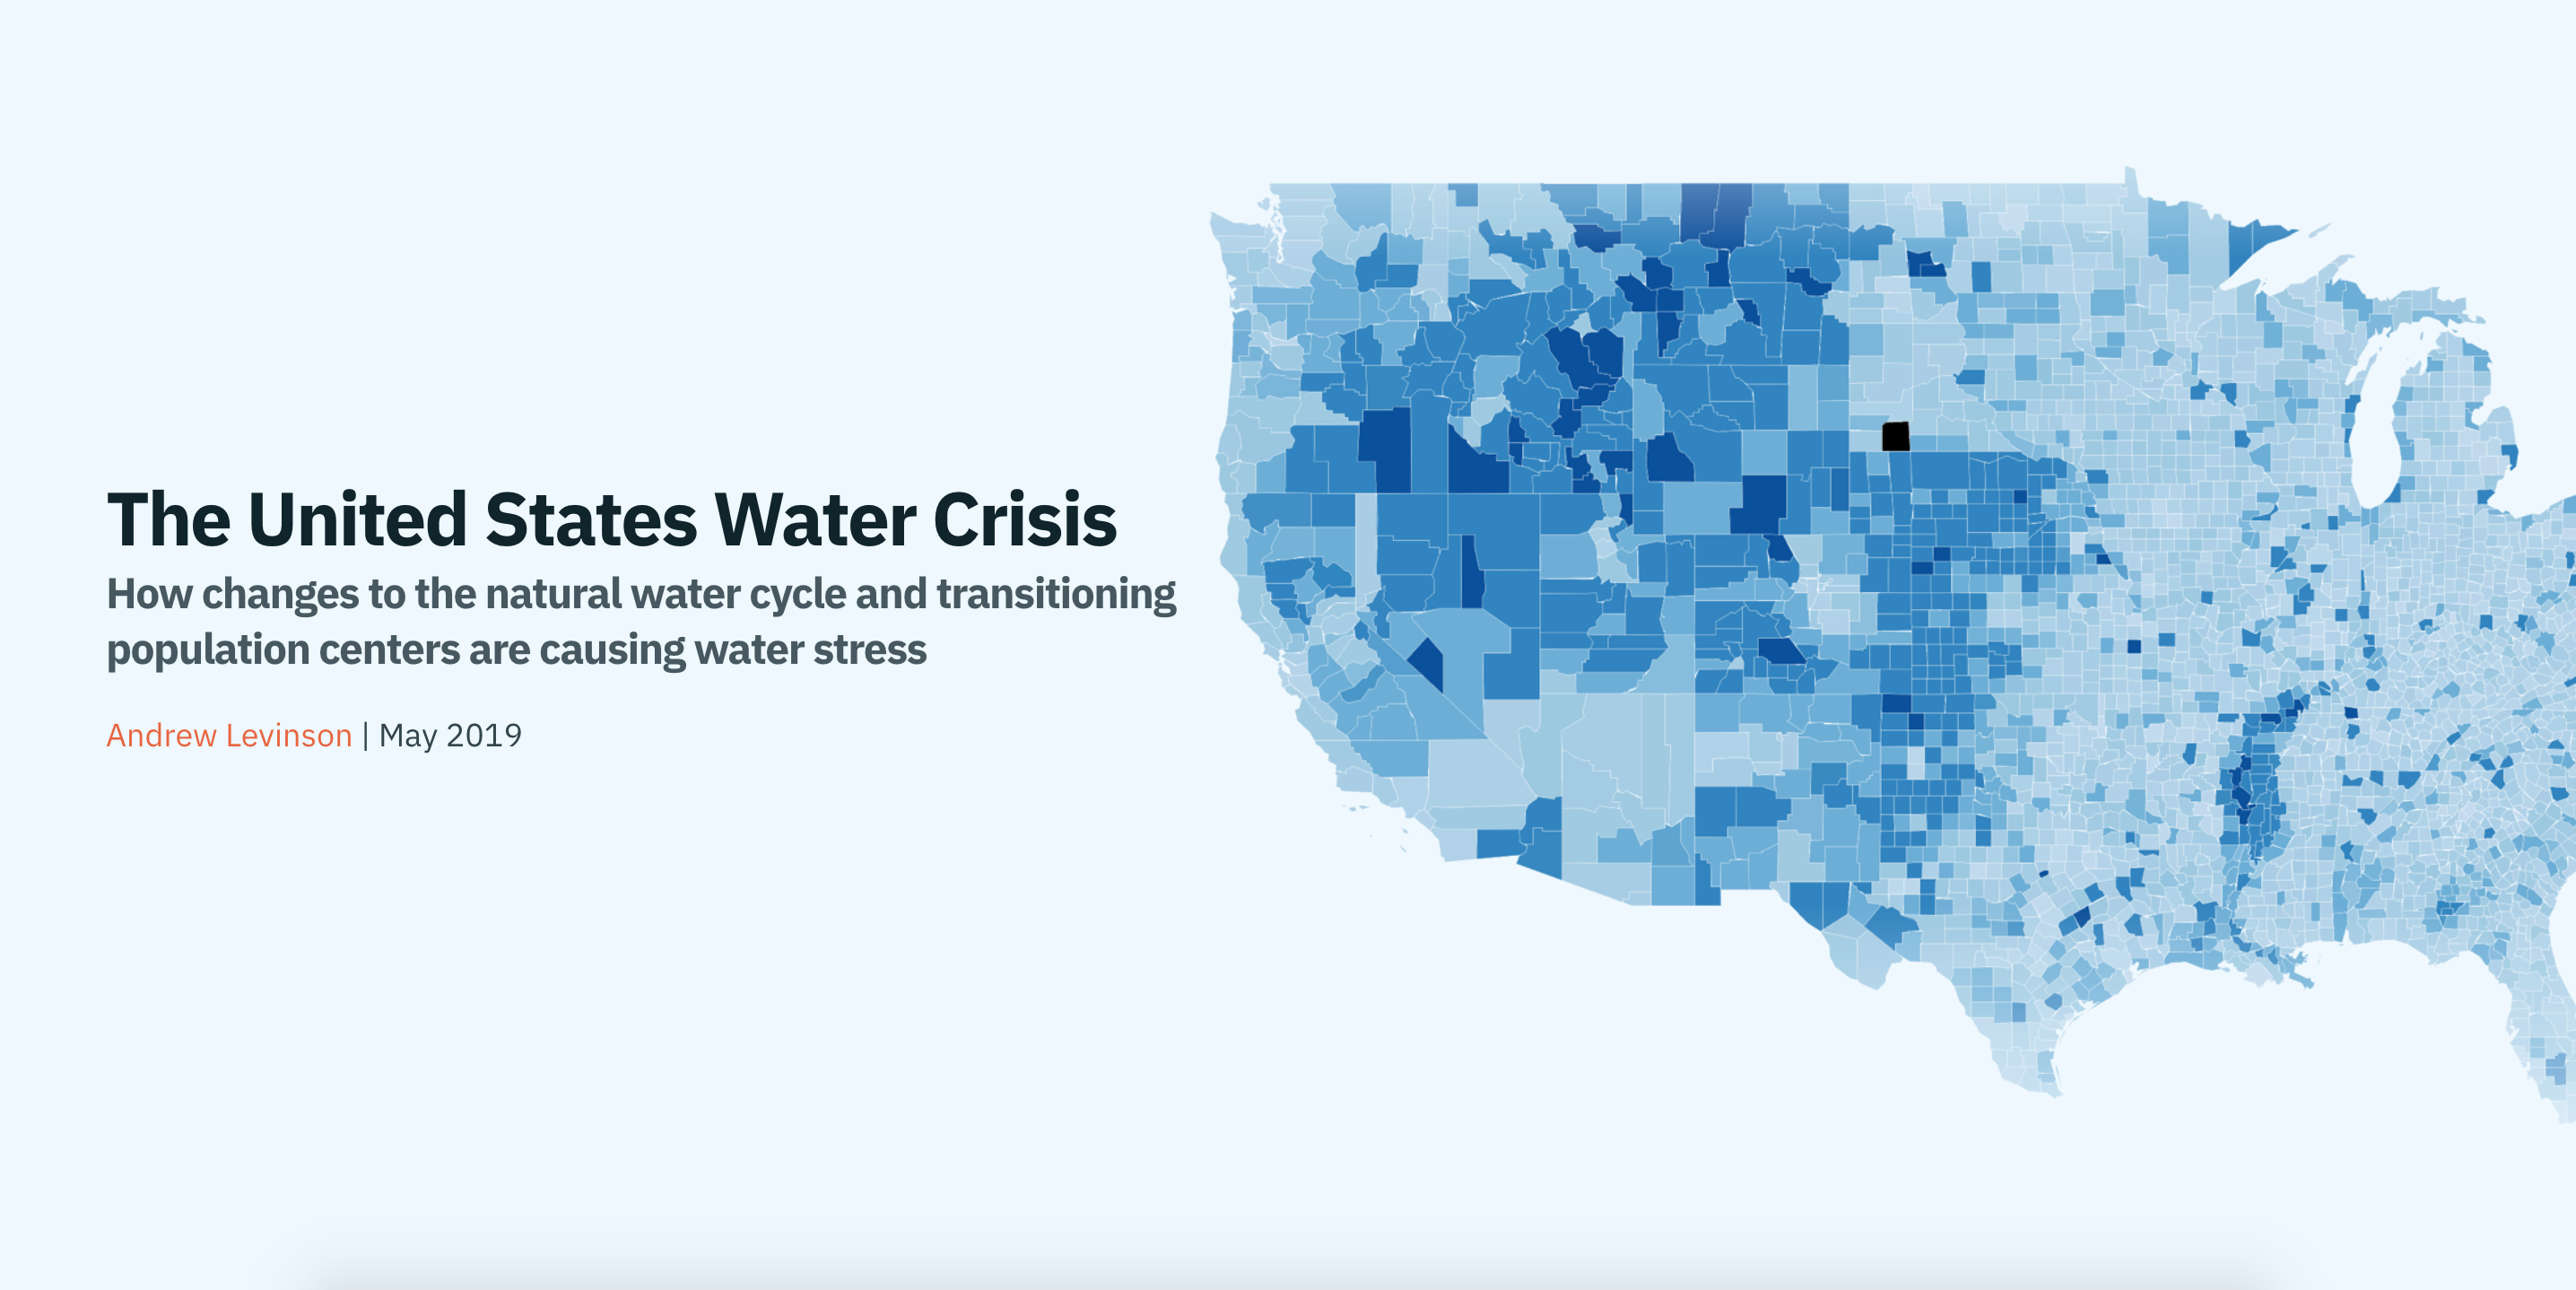 The United States Water Crisis
How changes to the natural water cycle and transitioning
population centers are causing water stress
Andrew Levinson | May 2019